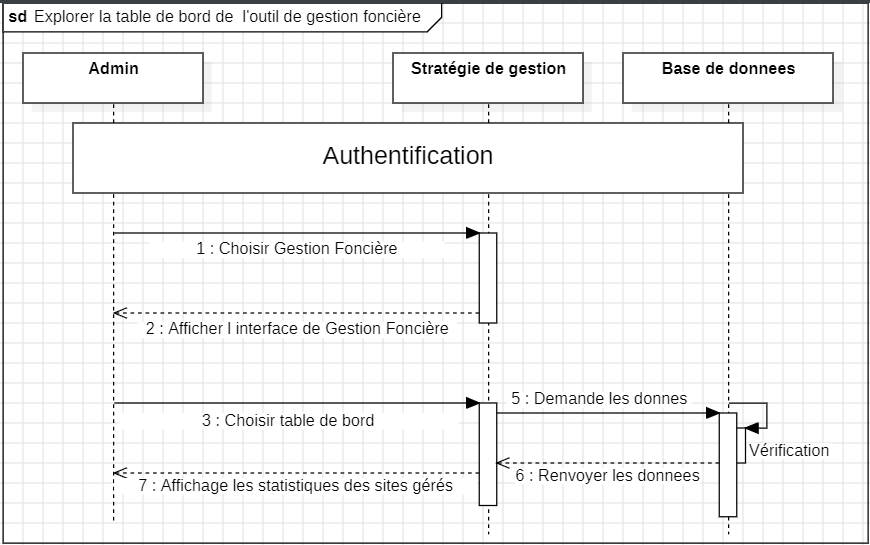 sd Explorer la table de bord de l'outil de gestion foncière
Admin
Stratégie de gestion
Base de donnees
Authentification
1 : Choisir Gestion Foncière
2 : Afficher l interface de Gestion Foncière
3 : Choisir table de bord
5 : Demande les donnes
Vérification
6 : Renvoyer les donnees
7 : Affichage les statistiques des sites gérés